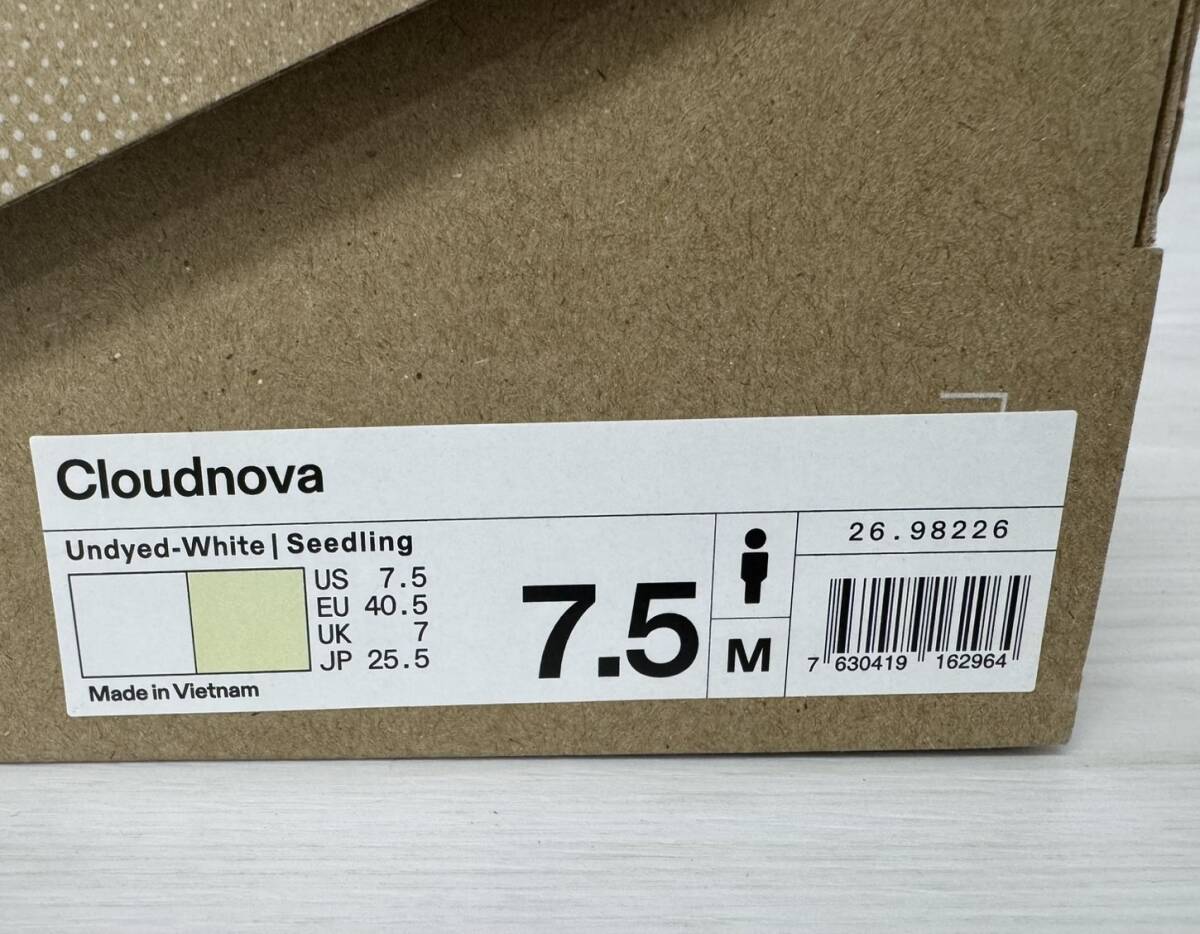 Cloudnova
Undyed-White | Seedling
US 7.5
EU 40.5
UK 7
JP 25.5
Made in Vietnam
7.5
M
26.98226
7 630419 162964